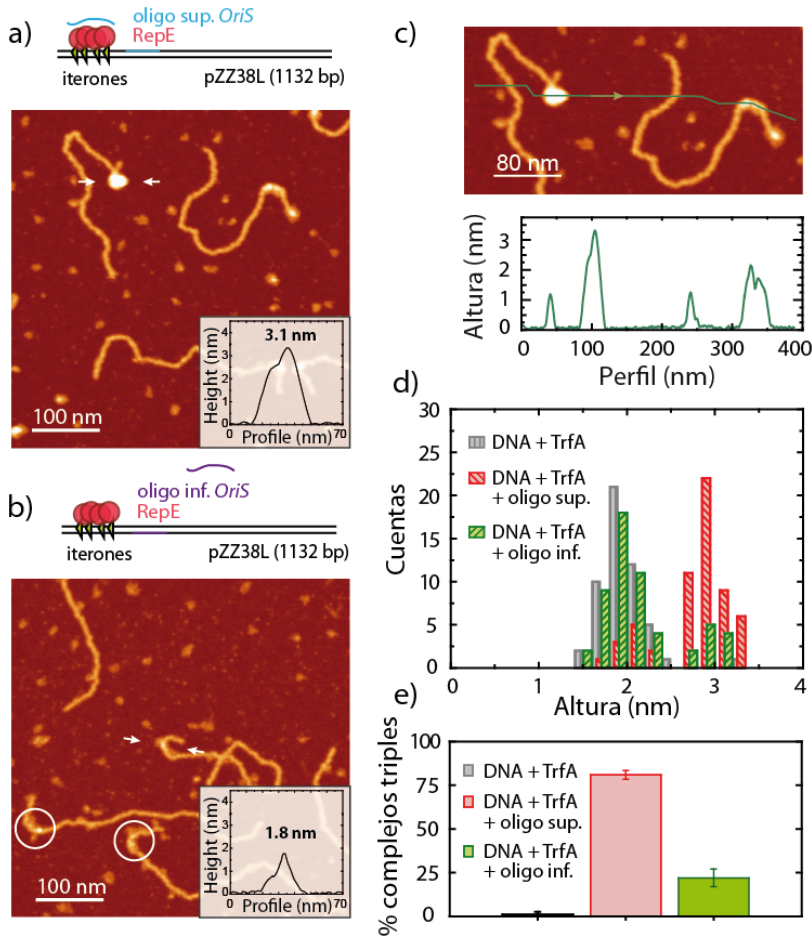 a)
oligo sup. OriS
RepE
iterones
pZZ38L (1132 bp)
100 nm
Height (nm)
4
3
2
1
0
3.1 nm
0
Profile (nm)
70
b)
oligo inf. OriS
RepE
iterones
pZZ38L (1132 bp)
100 nm
Height (nm)
4
3
2
1
0
1.8 nm
0
Profile (nm)
70
c)
80 nm
Altura (nm)
3
2
1
0
0
100
200
300
400
Perfil (nm)
d)
Cuentas
30
25
20
15
10
5
0
DNA + TrfA
DNA + TrfA
+ oligo sup.
DNA + TrfA
+ oligo inf.
0
1
2
3
4
Altura (nm)
e)
% complejos triples
100
75
50
25
0
DNA + TrfA
DNA + TrfA
+ oligo sup.
DNA + TrfA
+ oligo inf.